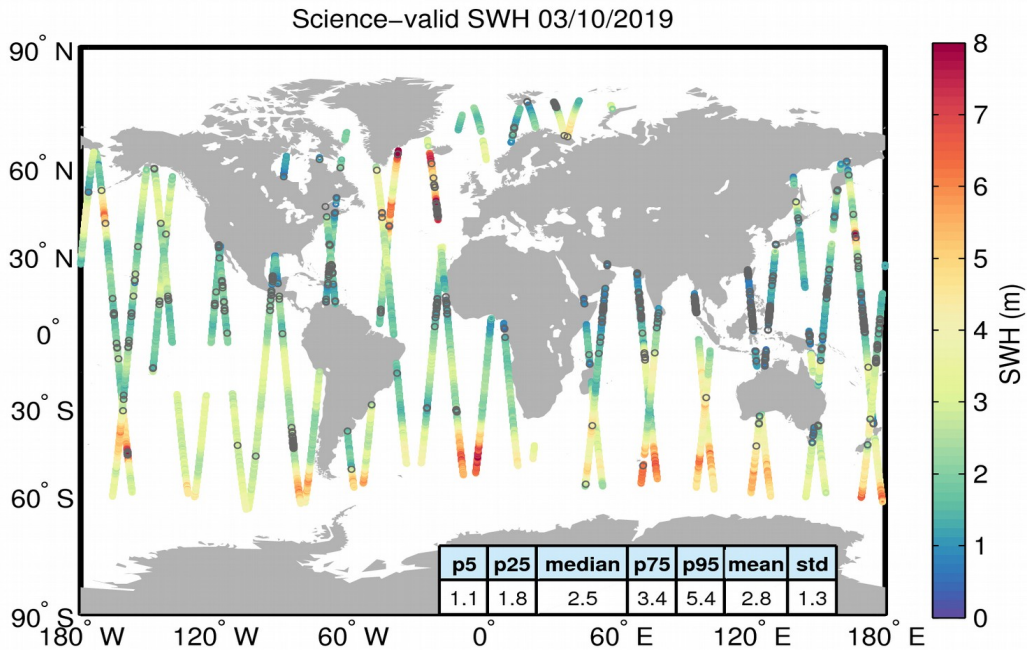 Science−valid SWH 03/10/2019
90° N
60° N
30° N
0°
30° S
60° S
90° S
180° W
120° W
60° W
0°
60° E
120° E
180° E
p5 p25 median p75 p95 mean std
1.1 1.8 2.5 3.4 5.4 2.8 1.3
8
7
6
5
4
3
2
1
0
SWH (m)